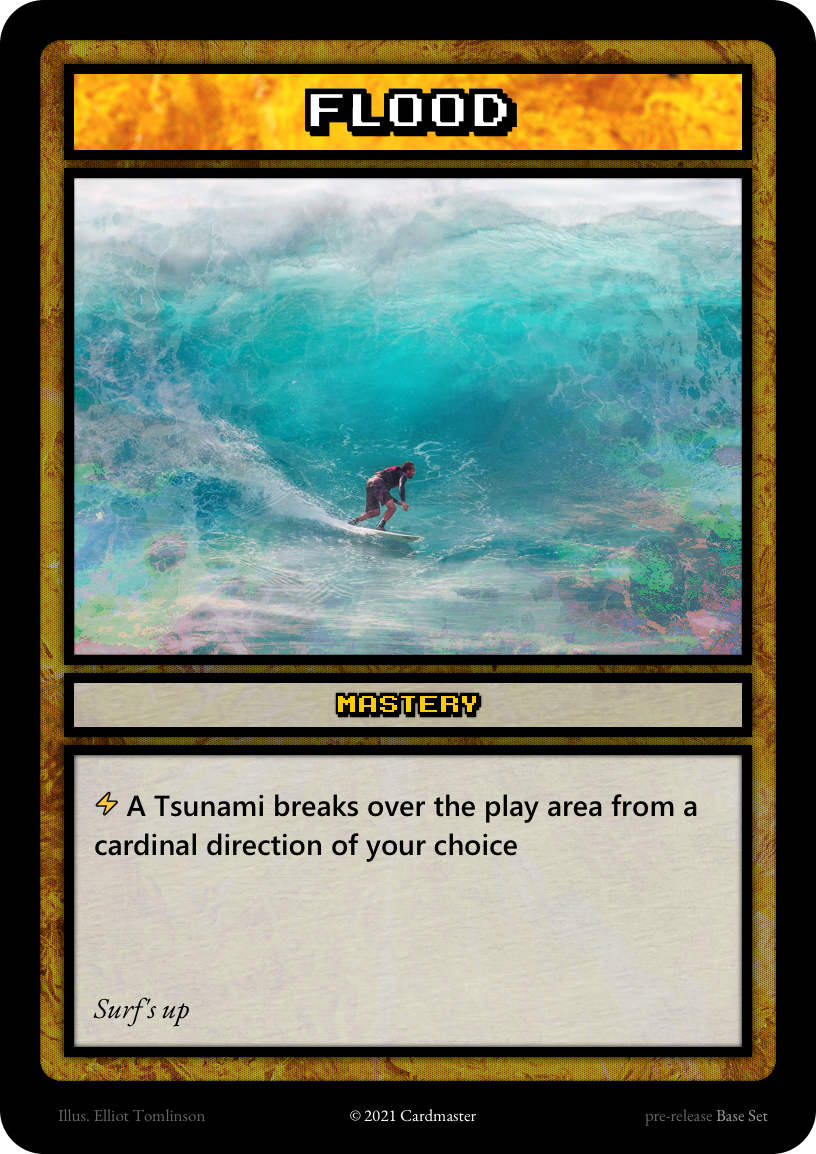 FLOOD
MASTERY
⚡ A Tsunami breaks over the play area from a
cardinal direction of your choice
Surf's up
Illus. Elliot Tomlinson
© 2021 Cardmaster
pre-release Base Set